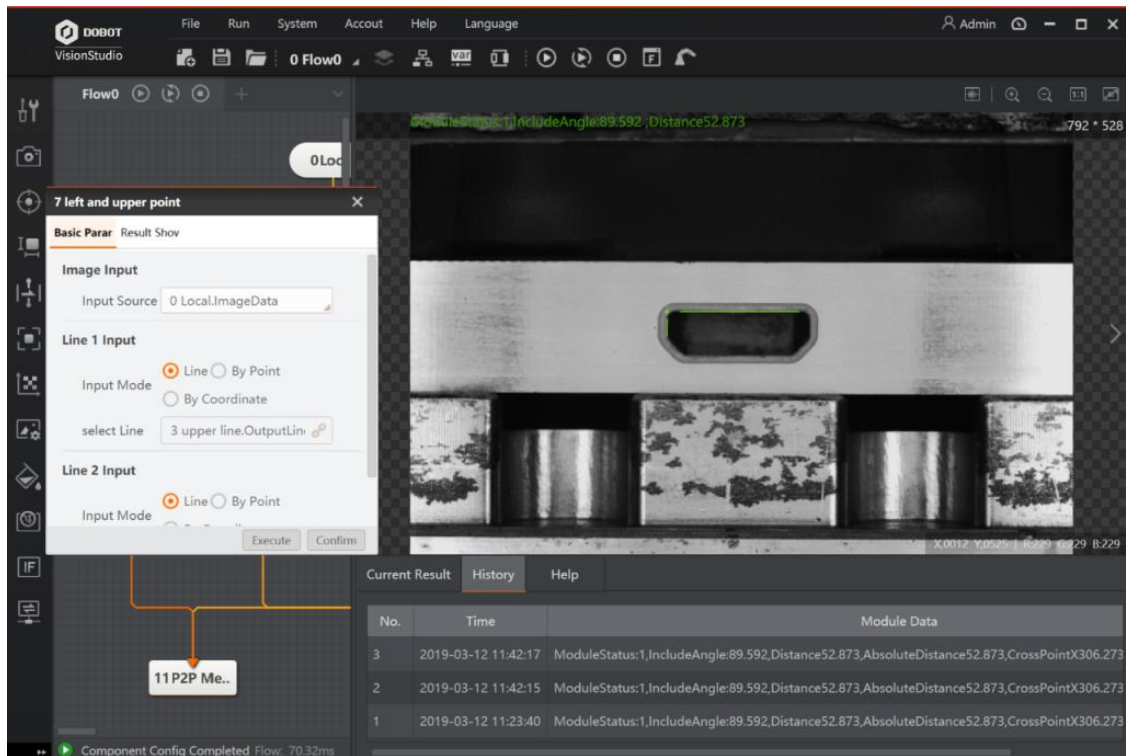 DOBOT
VisionStudio
File Run System Accout Help Language
Admin
0 Flow0
var
F
Flow0
1:1
ModuleStatus:1,IncludeAngle:89.592 ,Distance52.873
792 * 528
0Loc
7 left and upper point
Basic Parar Result Shov
Image Input
Input Source 0 Local.ImageData
Line 1 Input
Input Mode Line By Point
By Coordinate
select Line 3 upper line.OutputLin
Line 2 Input
Input Mode Line By Point
Execute Confirm
X,0012 Y,0525 | R:229 G:229 B:229
IF
Current Result History Help
No. Time Module Data
3 2019-03-12 11:42:17 ModuleStatus:1,IncludeAngle:89.592,Distance52.873,AbsoluteDistance52.873,CrossPointX306.273
2 2019-03-12 11:42:15 ModuleStatus:1,IncludeAngle:89.592,Distance52.873,AbsoluteDistance52.873,CrossPointX306.273
1 2019-03-12 11:23:40 ModuleStatus:1,IncludeAngle:89.592,Distance52.873,AbsoluteDistance52.873,CrossPointX306.273
11P2P Me..
Component Config Completed Flow: 70.32ms